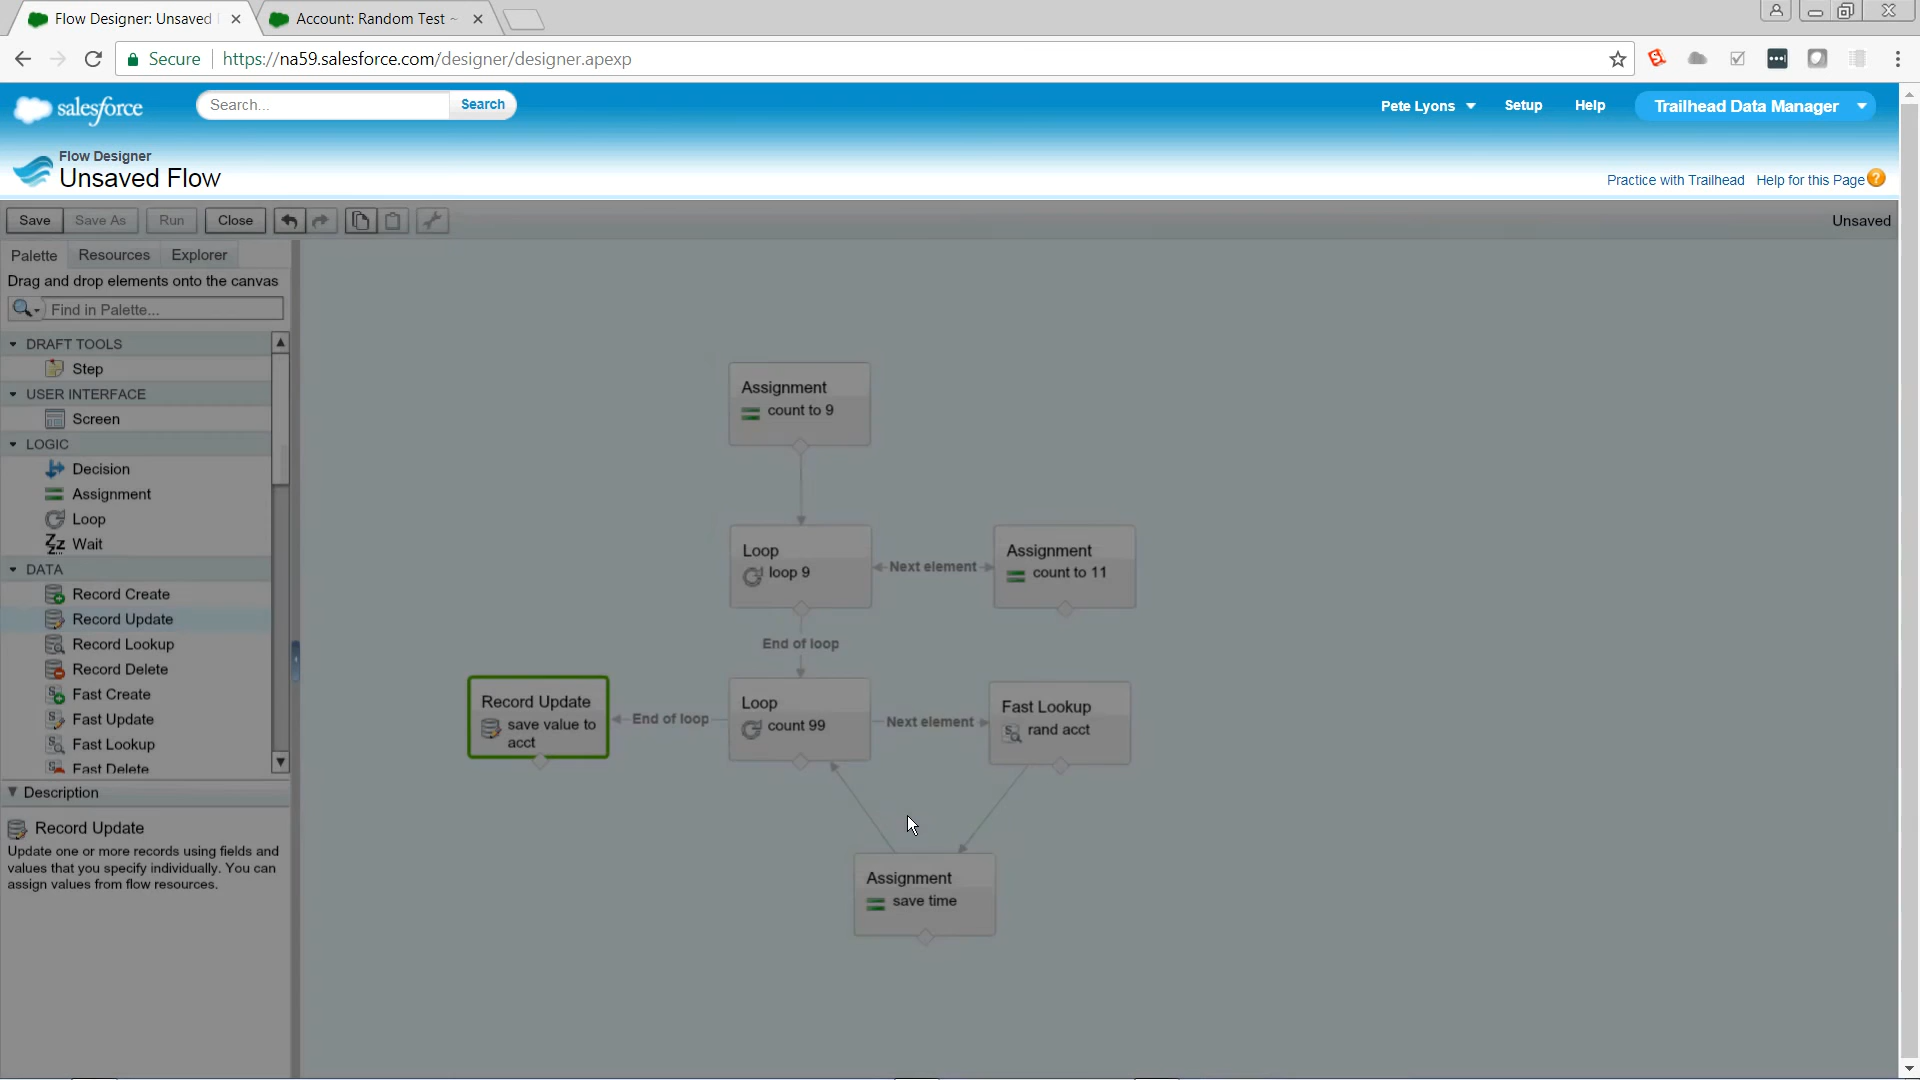 Flow Designer: Unsaved
Account: Random Test ~
Secure
https://na59.salesforce.com/designer/designer.apexp
salesforce
Search...
Search
Pete Lyons
Setup
Help
Trailhead Data Manager
Flow Designer
Unsaved Flow
Practice with Trailhead
Help for this Page
?
Save
Save As
Run
Close
Unsaved
Palette
Resources
Explorer
Drag and drop elements onto the canvas
Find in Palette...
DRAFT TOOLS
Step
USER INTERFACE
Screen
LOGIC
Decision
Assignment
Loop
Wait
DATA
Record Create
Record Update
Record Lookup
Record Delete
Fast Create
Fast Update
Fast Lookup
Fast Delete
Description
Record Update
Update one or more records using fields and
values that you specify individually. You can
assign values from flow resources.
Assignment
count to 9
Loop
loop 9
Next element
Assignment
count to 11
End of loop
Record Update
save value to
acct
End of loop
Loop
count 99
Next element
Fast Lookup
rand acct
Assignment
save time